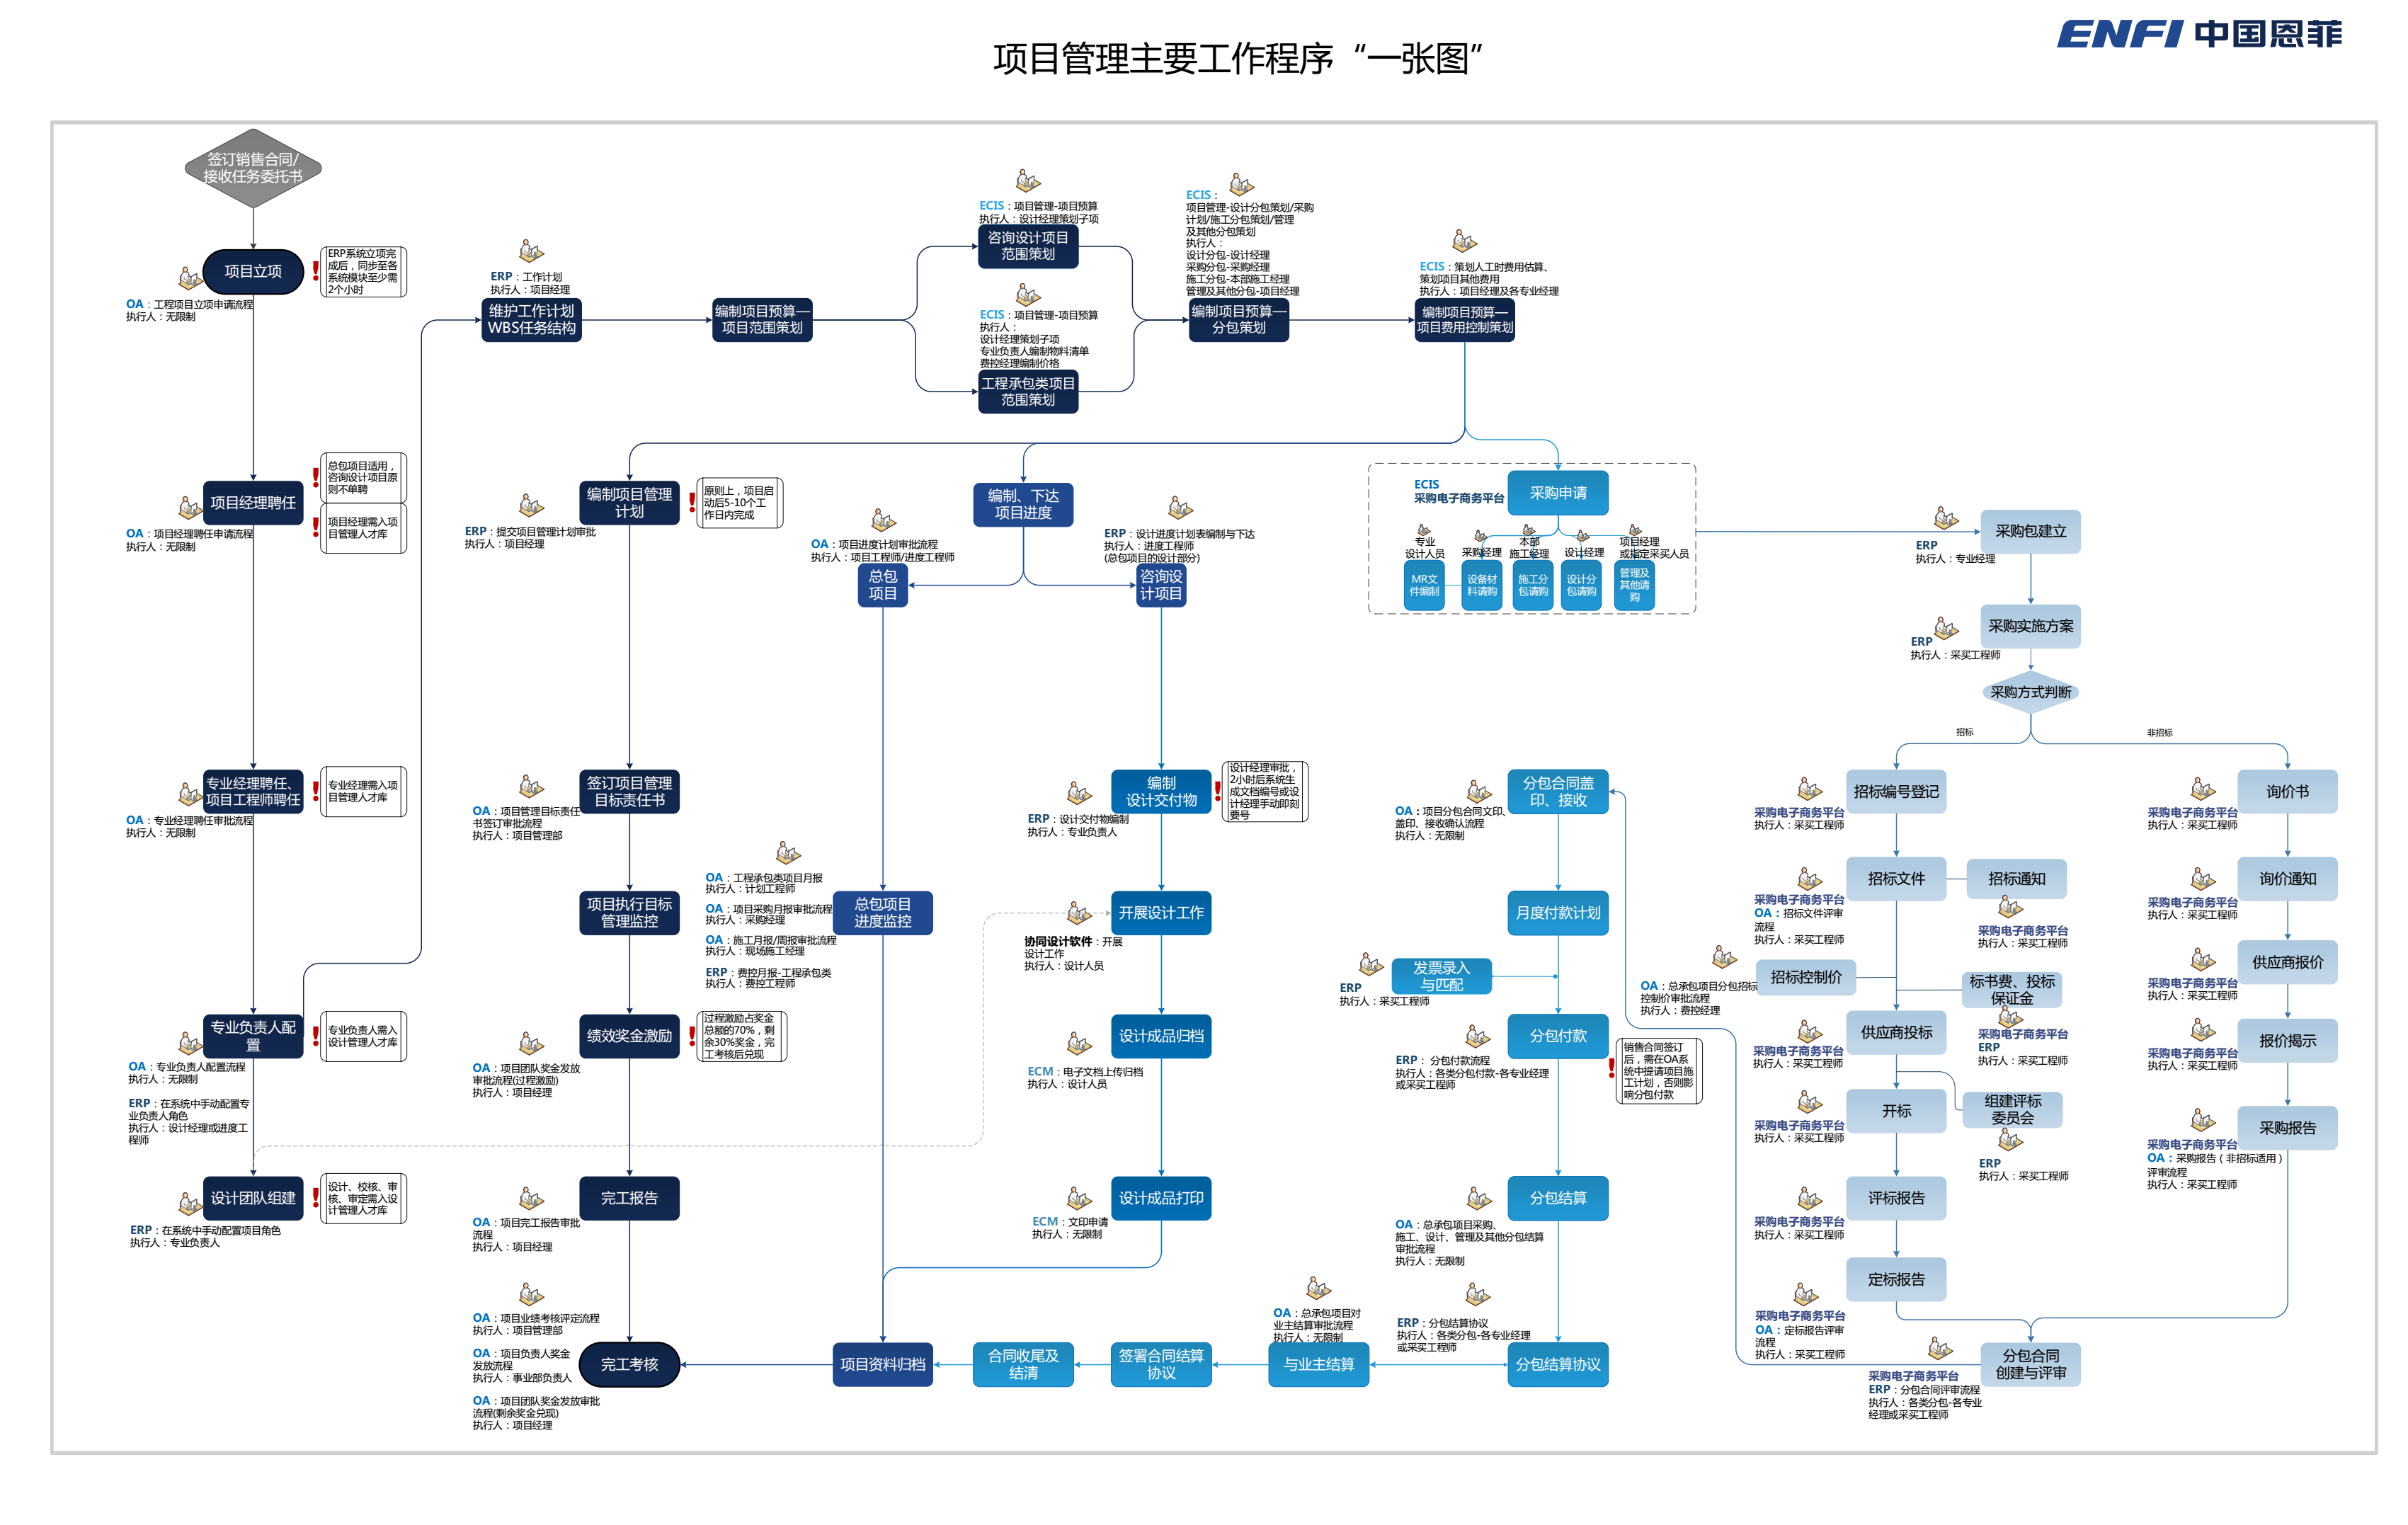 ENFI 中国恩菲
项目管理主要工作程序“一张图”
签订销售合同/
接收任务委托书
项目立项
ERP系统立项完
成后，同步至各
系统模块至少需
2个小时
OA：工程项目立项申请流程
执行人：无限制
项目经理聘任
总包项目适用，
咨询设计项目原
则不单聘
项目经理需入项
目管理人才库
OA：项目经理聘任申请流程
执行人：无限制
专业经理聘任、
项目工程师聘任
专业经理需入项
目管理人才库
OA：专业经理聘任审批流程
执行人：无限制
专业负责人配
置
专业负责人需入
设计管理人才库
OA：专业负责人配置流程
执行人：无限制
ERP：在系统中手动配置专
业负责人角色
执行人：设计经理或进度工
程师
设计团队组建
设计、校核、审
核、审定需入设
计管理人才库
ERP：在系统中手动配置项目角色
执行人：专业负责人
ERP：工作计划
执行人：项目经理
维护工作计划
WBS任务结构
编制项目预算—
项目范围策划
ECIS：项目管理-项目预算
执行人：设计经理策划子项
咨询设计项目
范围策划
ECIS：项目管理-项目预算
执行人：
设计经理策划子项
专业负责人编制物料清单
费控经理编制价格
工程承包类项目
范围策划
ECIS：
项目管理-设计分包策划/采购
计划/施工分包策划/管理
及其他分包策划
执行人：
设计分包-设计经理
采购分包-采购经理
施工分包-本部施工经理
管理及其他分包-项目经理
编制项目预算—
分包策划
ECIS：策划人工时费用估算、
策划项目其他费用
执行人：项目经理及各专业经理
编制项目预算—
项目费用控制策划
编制项目管理
计划
原则上，项目启
动后5-10个工
作日内完成
ERP：提交项目管理计划审批
执行人：项目经理
签订项目管理
目标责任书
OA：项目管理目标责任
书签订审批流程
执行人：项目管理部
项目执行目标
管理监控
绩效奖金激励
过程激励占奖金
总额的70%，剩
余30%奖金，完
工考核后兑现
OA：项目团队奖金发放
审批流程(过程激励)
执行人：项目经理
完工报告
OA：项目完工报告审批
流程
执行人：项目经理
OA：项目业绩考核评定流程
执行人：项目管理部
OA：项目负责人奖金
发放流程
执行人：事业部负责人
OA：项目团队奖金发放审批
流程(剩余奖金兑现)
执行人：项目经理
完工考核
编制、下达
项目进度
OA：项目进度计划审批流程
执行人：项目工程师/进度工程师
总包
项目
ERP：设计进度计划表编制与下达
执行人：进度工程师
(总包项目的设计部分)
咨询设
计项目
OA：工程承包类项目月报
执行人：计划工程师
OA：项目采购月报审批流程
执行人：采购经理
OA：施工月报/周报审批流程
执行人：现场施工经理
ERP：费控月报-工程承包类
执行人：费控工程师
总包项目
进度监控
编制
设计交付物
设计经理审批，
2小时后系统生
成文档编号或设
计经理手动即刻
要号
ERP：设计交付物编制
执行人：专业负责人
开展设计工作
协同设计软件：开展
设计工作
执行人：设计人员
设计成品归档
ECM：电子文档上传归档
执行人：设计人员
设计成品打印
ECM：文印申请
执行人：无限制
项目资料归档
合同收尾及
结清
签署合同结算
协议
OA：总承包项目对
业主结算审批流程
执行人：无限制
与业主结算
ECIS
采购电子商务平台
采购申请
专业
设计人员
采购经理
本部
施工经理
设计经理
项目经理
或指定采买人员
MR文
件编制
设备材
料请购
施工分
包请购
设计分
包请购
管理及
其他请
购
分包合同盖
印、接收
OA：项目分包合同文印、
盖印、接收确认流程
执行人：无限制
月度付款计划
发票录入
与匹配
ERP
执行人：采买工程师
分包付款
ERP： 分包付款流程
执行人：各类分包付款-各专业经理
或采买工程师
销售合同签订
后，需在OA系
统中提请项目施
工计划，否则影
响分包付款
分包结算
OA：总承包项目采购、
施工、设计、管理及其他分包结算
审批流程
执行人：无限制
ERP：分包结算协议
执行人：各类分包-各专业经理
或采买工程师
分包结算协议
采购包建立
ERP
执行人：专业经理
采购实施方案
ERP
执行人：采买工程师
采购方式判断
招标
非招标
招标编号登记
采购电子商务平台
执行人：采买工程师
招标文件
采购电子商务平台
OA：招标文件评审
流程
执行人：采买工程师
招标通知
采购电子商务平台
执行人：采买工程师
招标控制价
OA：总承包项目分包招标
控制价审批流程
执行人：费控经理
标书费、投标
保证金
采购电子商务平台
ERP
执行人：采买工程师
供应商投标
采购电子商务平台
执行人：采买工程师
开标
采购电子商务平台
执行人：采买工程师
组建评标
委员会
ERP
执行人：采买工程师
评标报告
采购电子商务平台
执行人：采买工程师
定标报告
采购电子商务平台
OA：定标报告评审
流程
执行人：采买工程师
询价书
采购电子商务平台
执行人：采买工程师
询价通知
采购电子商务平台
执行人：采买工程师
供应商报价
采购电子商务平台
执行人：采买工程师
报价揭示
采购电子商务平台
执行人：采买工程师
采购报告
采购电子商务平台
OA：采购报告（非招标适用）
评审流程
执行人：采买工程师
分包合同
创建与评审
采购电子商务平台
ERP：分包合同评审流程
执行人：各类分包-各专业
经理或采买工程师